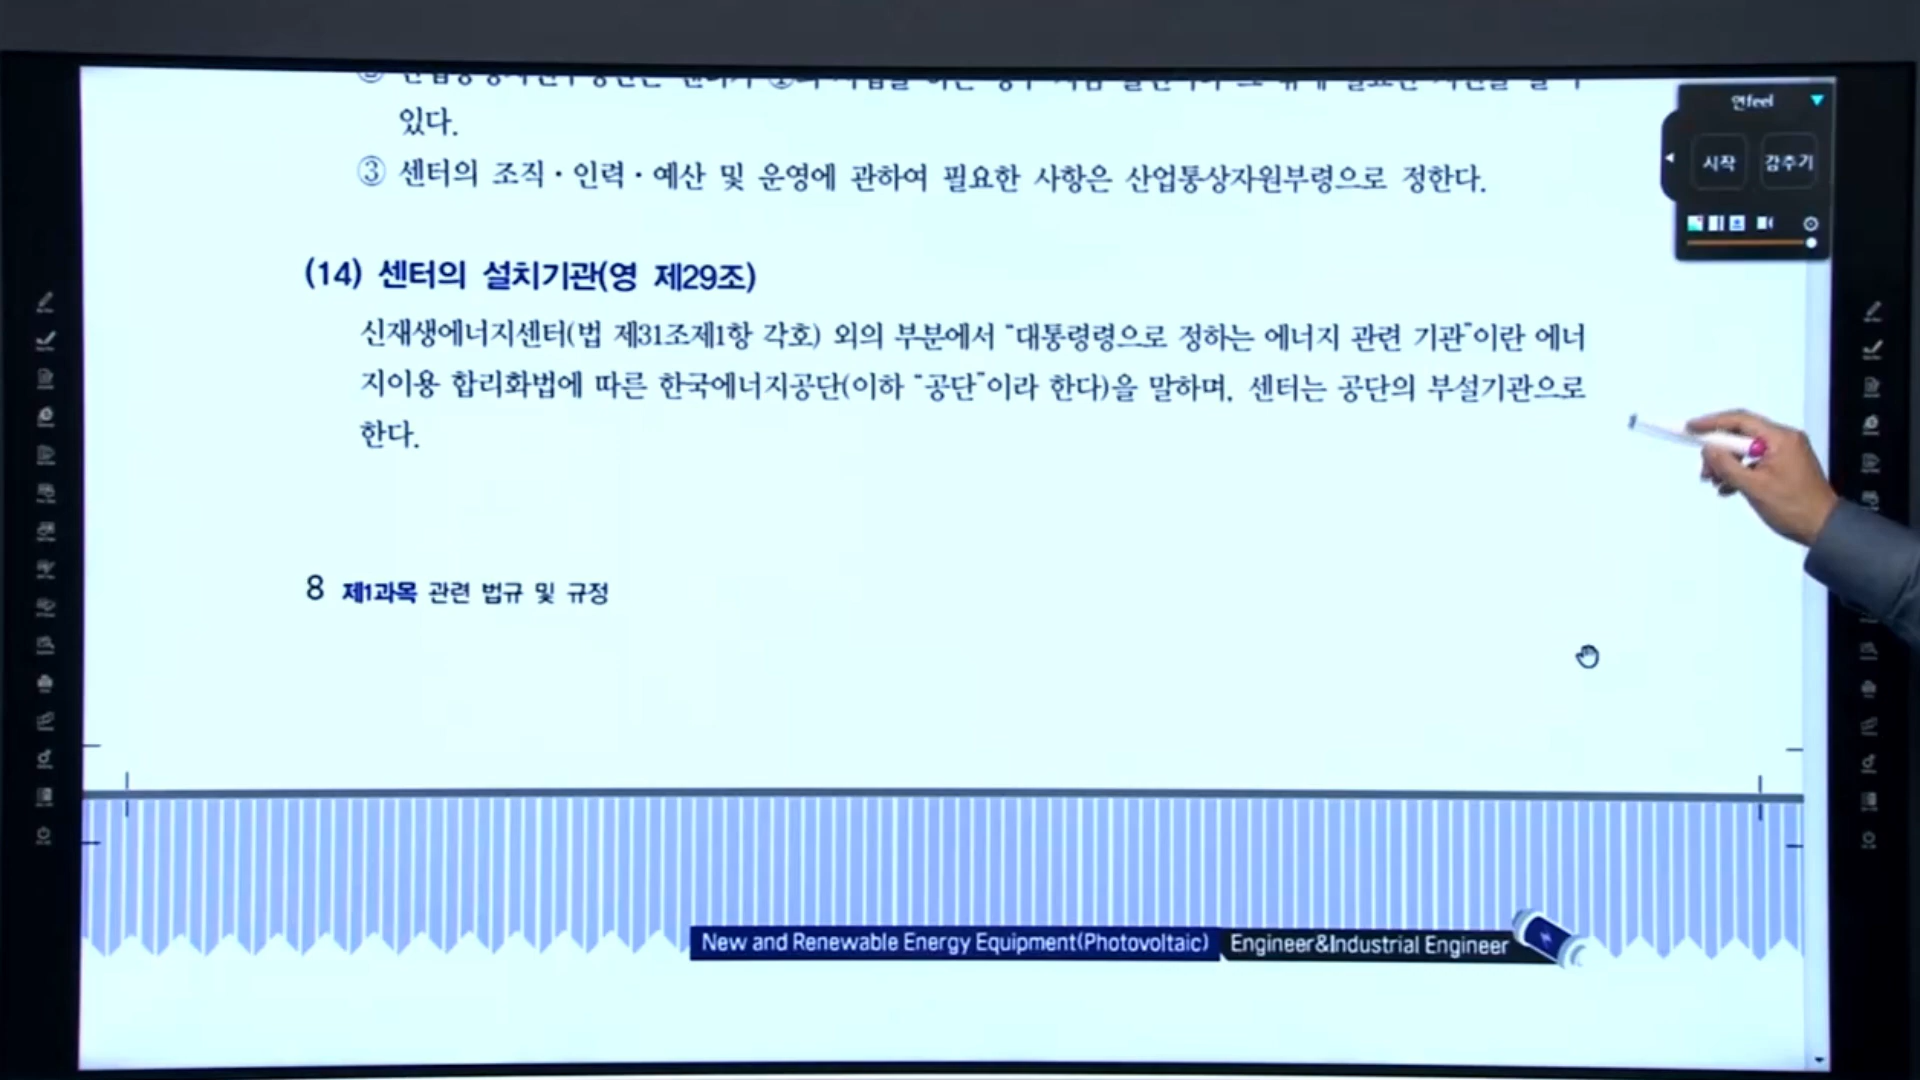 있다.
③ 센터의 조직·인력·예산 및 운영에 관하여 필요한 사항은 산업통상자원부령으로 정한다.
(14) 센터의 설치기관(영 제29조)
신재생에너지센터(법 제31조제1항 각호) 외의 부분에서 "대통령령으로 정하는 에너지 관련 기관"이란 에너
지이용 합리화법에 따른 한국에너지공단(이하 "공단"이라 한다)을 말하며, 센터는 공단의 부설기관으로
한다.
8 제1과목 관련 법규 및 규정
New and Renewable Energy Equipment(Photovoltaic) Engineer&Industrial Engineer
연feel
시작 감추기